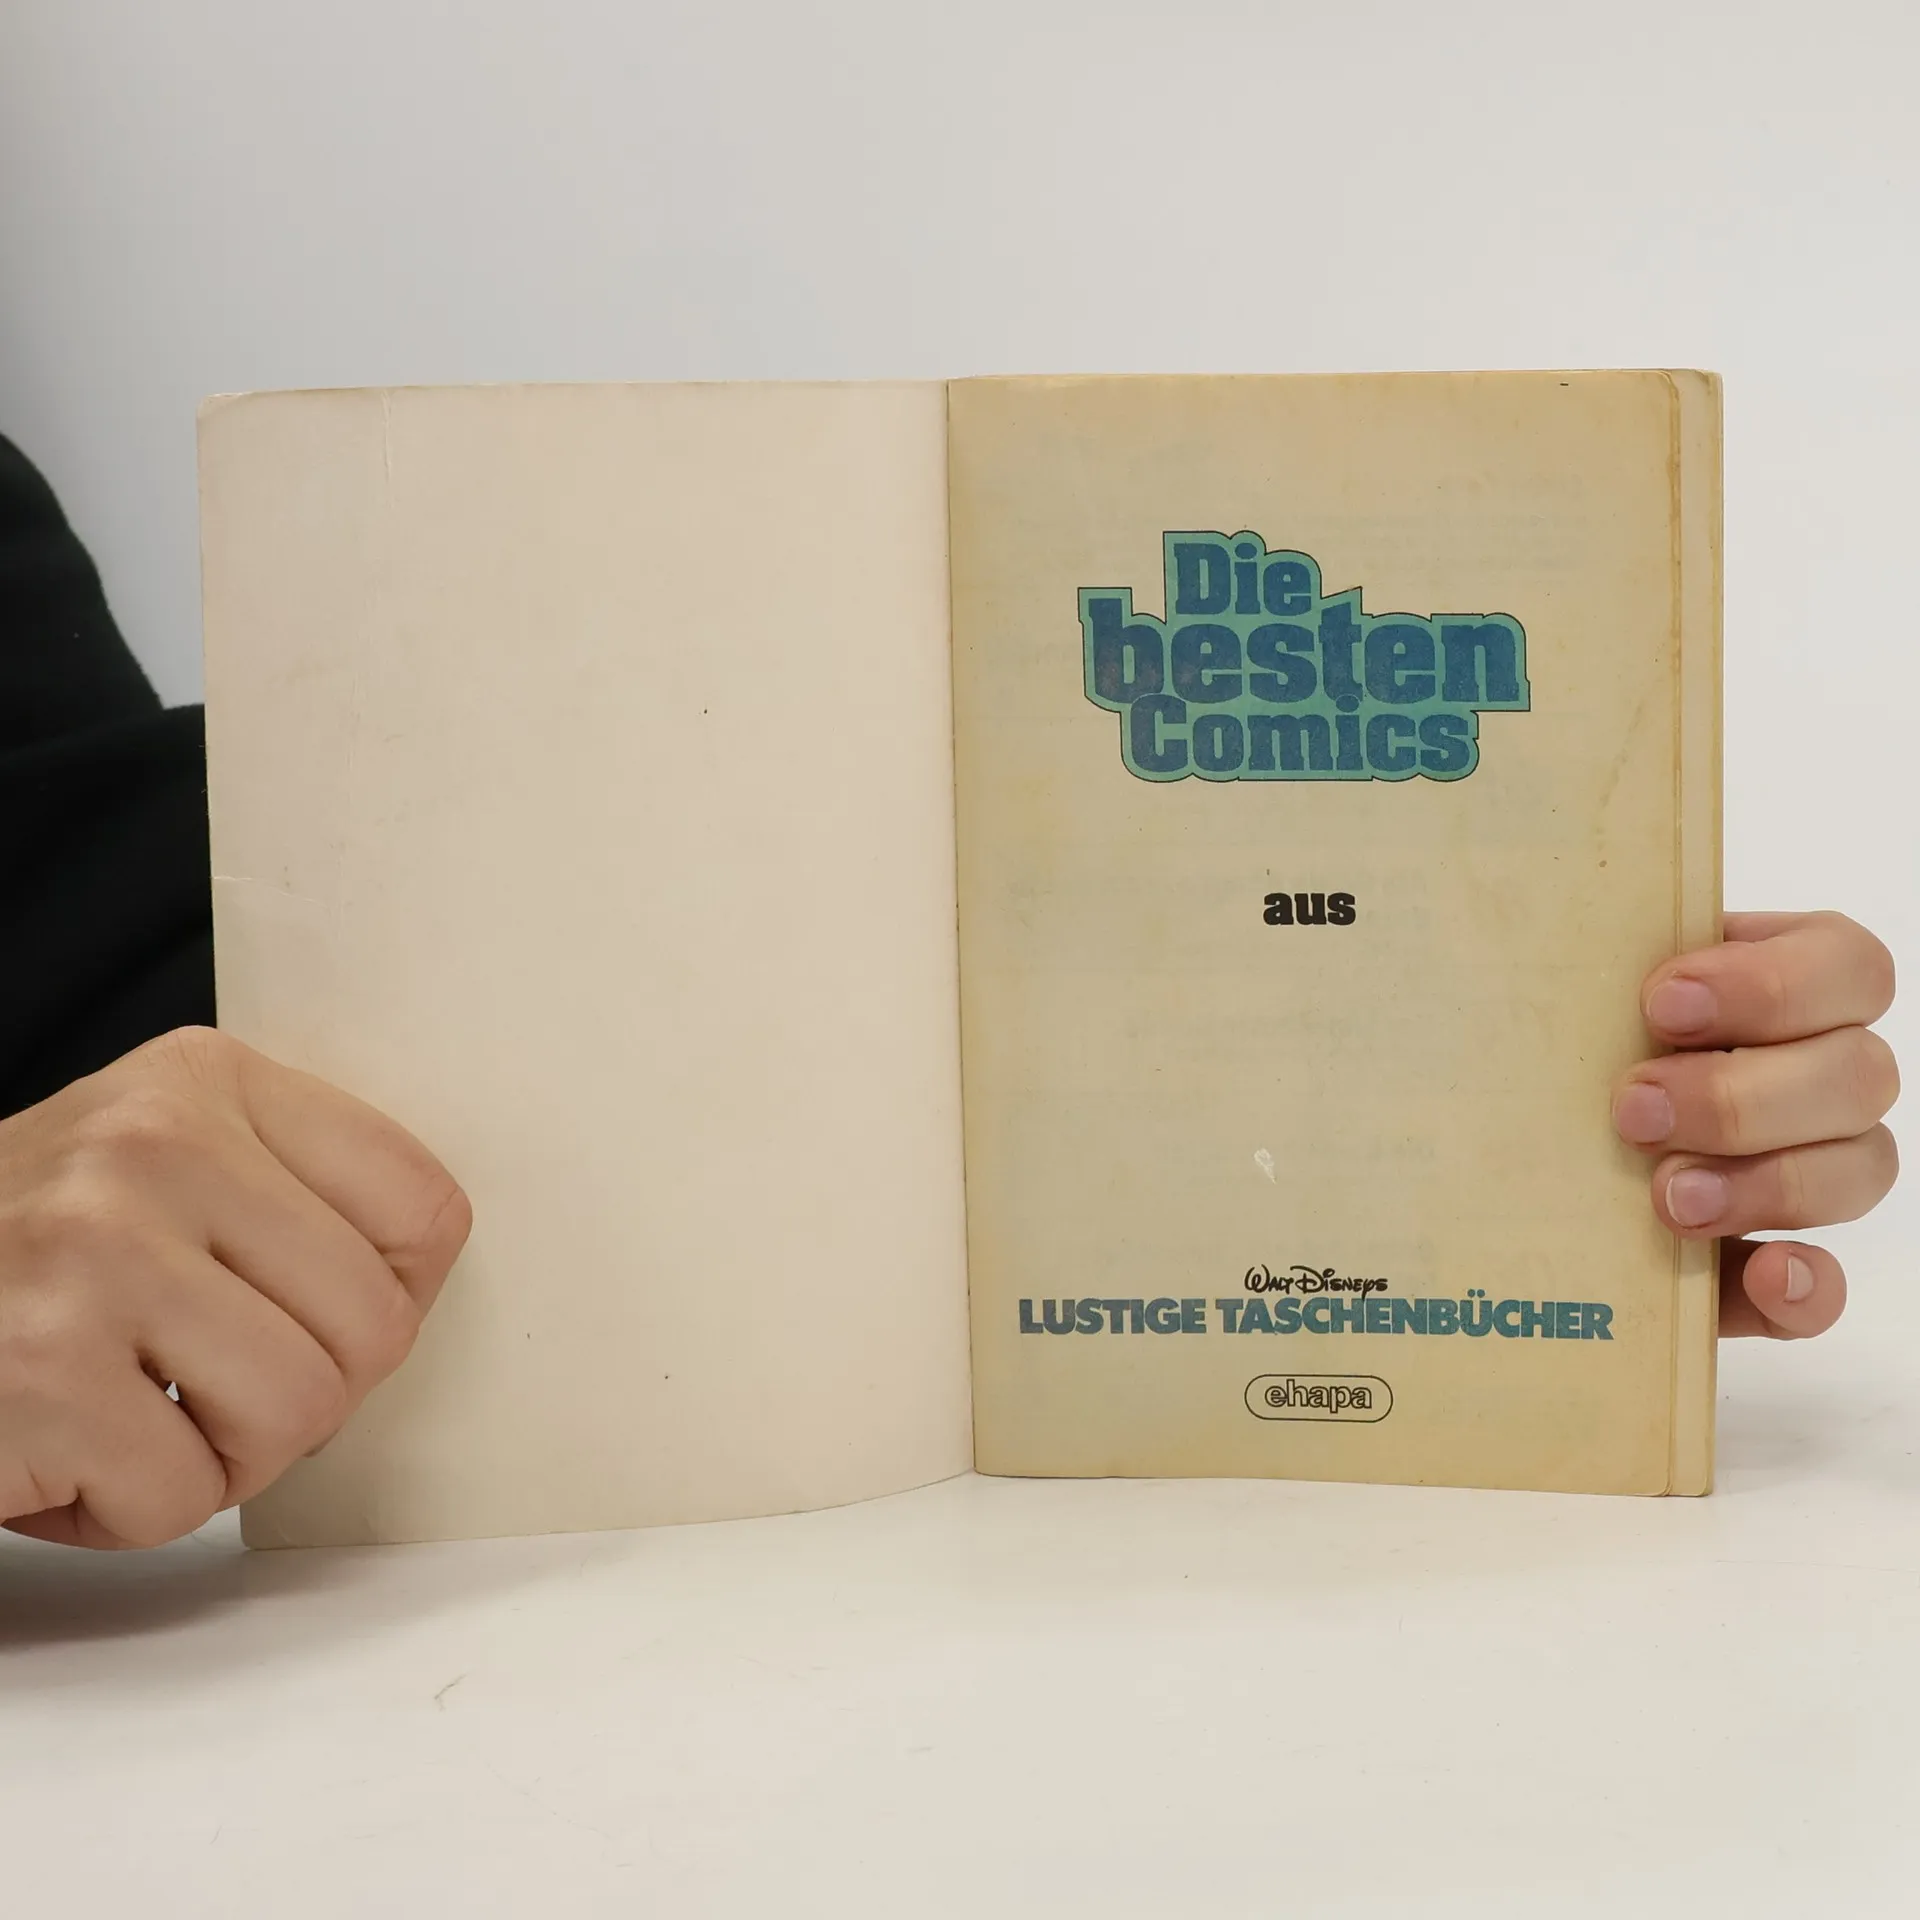 Die
besten
Comics
aus
WALT DISNEYS
LUSTIGE TASCHENBÜCHER
ehapa